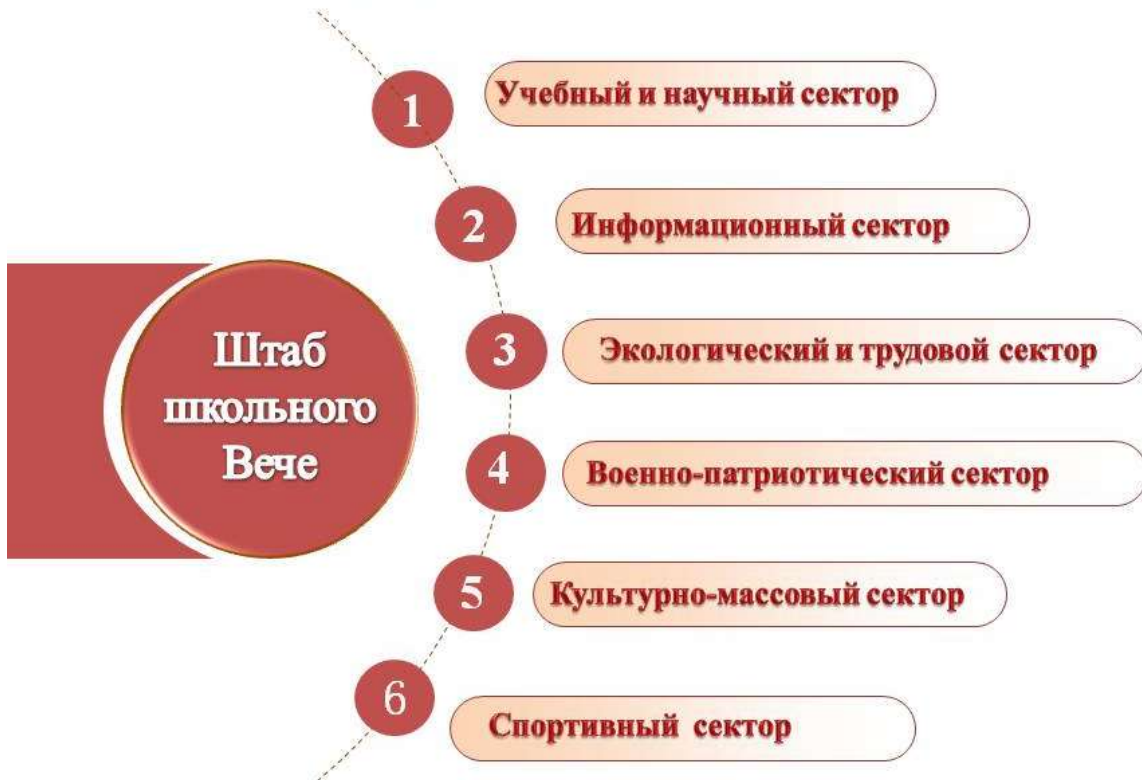 1
Учебный и научный сектор
2
Информационный сектор
Штаб
школьного
Вече
3
Экологический и трудовой сектор
4
Военно-патриотический сектор
5
Культурно-массовый сектор
6
Спортивный сектор